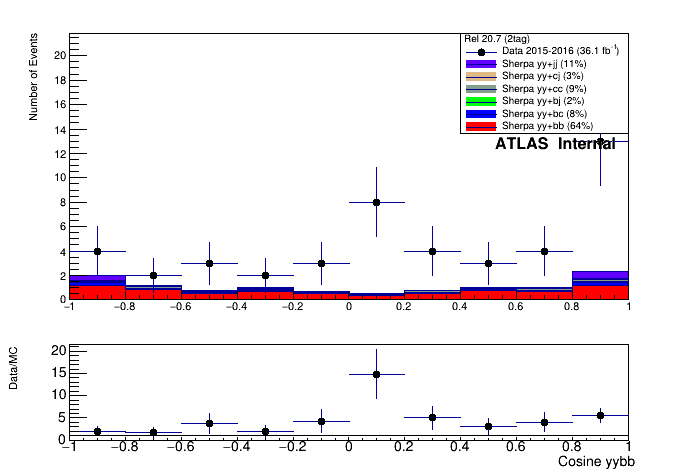 Number of Events
Rel 20.7 (2tag)
Data 2015-2016 (36.1 fb⁻¹)
Sherpa yy+jj (11%)
Sherpa yy+cj (3%)
Sherpa yy+cc (9%)
Sherpa yy+bj (2%)
Sherpa yy+bc (8%)
Sherpa yy+bb (64%)
ATLAS Internal
20
18
16
14
12
10
8
6
4
2
0
−1 −0.8 −0.6 −0.4 −0.2 0 0.2 0.4 0.6 0.8 1
Data/MC
20
15
10
5
0
−1 −0.8 −0.6 −0.4 −0.2 0 0.2 0.4 0.6 0.8 1
Cosine yybb